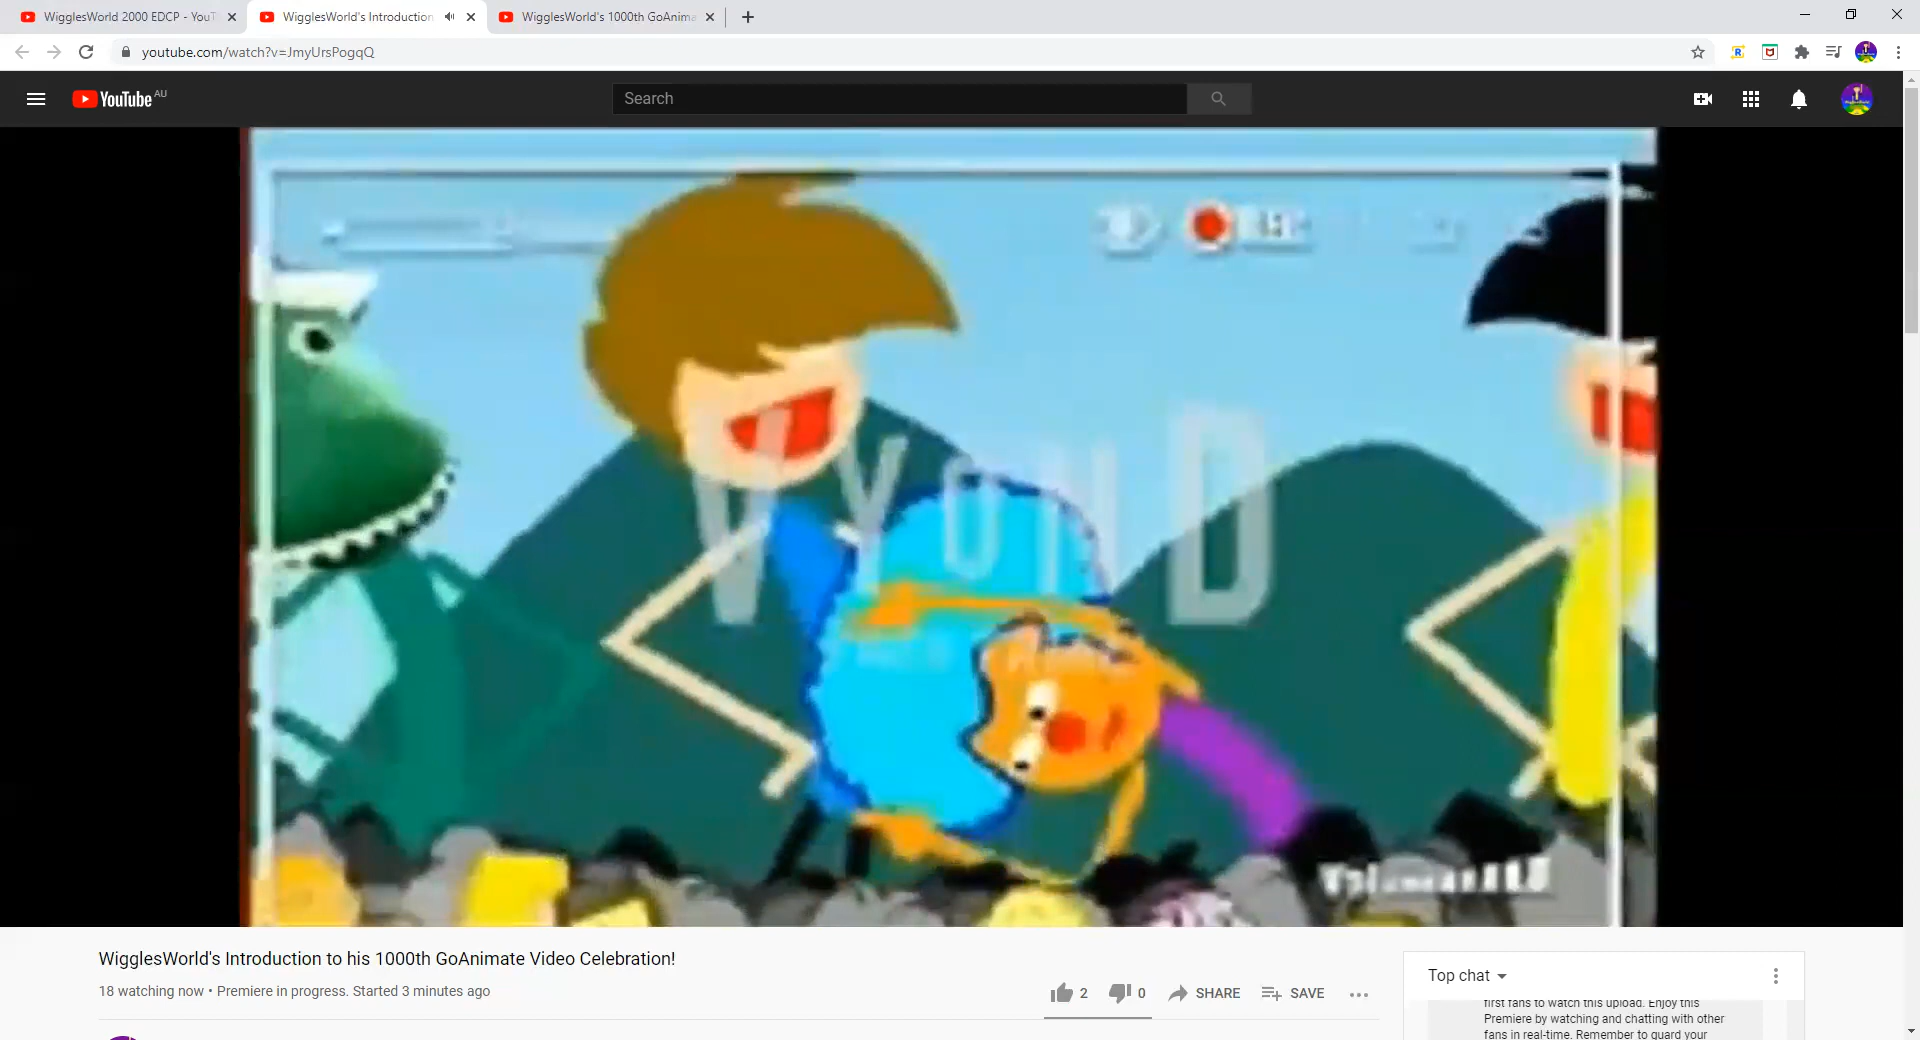 WigglesWorld 2000 EDCP - YouT
WigglesWorld's Introduction
WigglesWorld's 1000th GoAnima
youtube.com/watch?v=JmyUrsPogqQ
YouTube AU
Search
VYOND
WigglesWorld's Introduction to his 1000th GoAnimate Video Celebration!
18 watching now • Premiere in progress. Started 3 minutes ago
2
0
SHARE
SAVE
Top chat
first fans to watch this upload. Enjoy this
Premiere by watching and chatting with other
fans in real-time. Remember to guard your